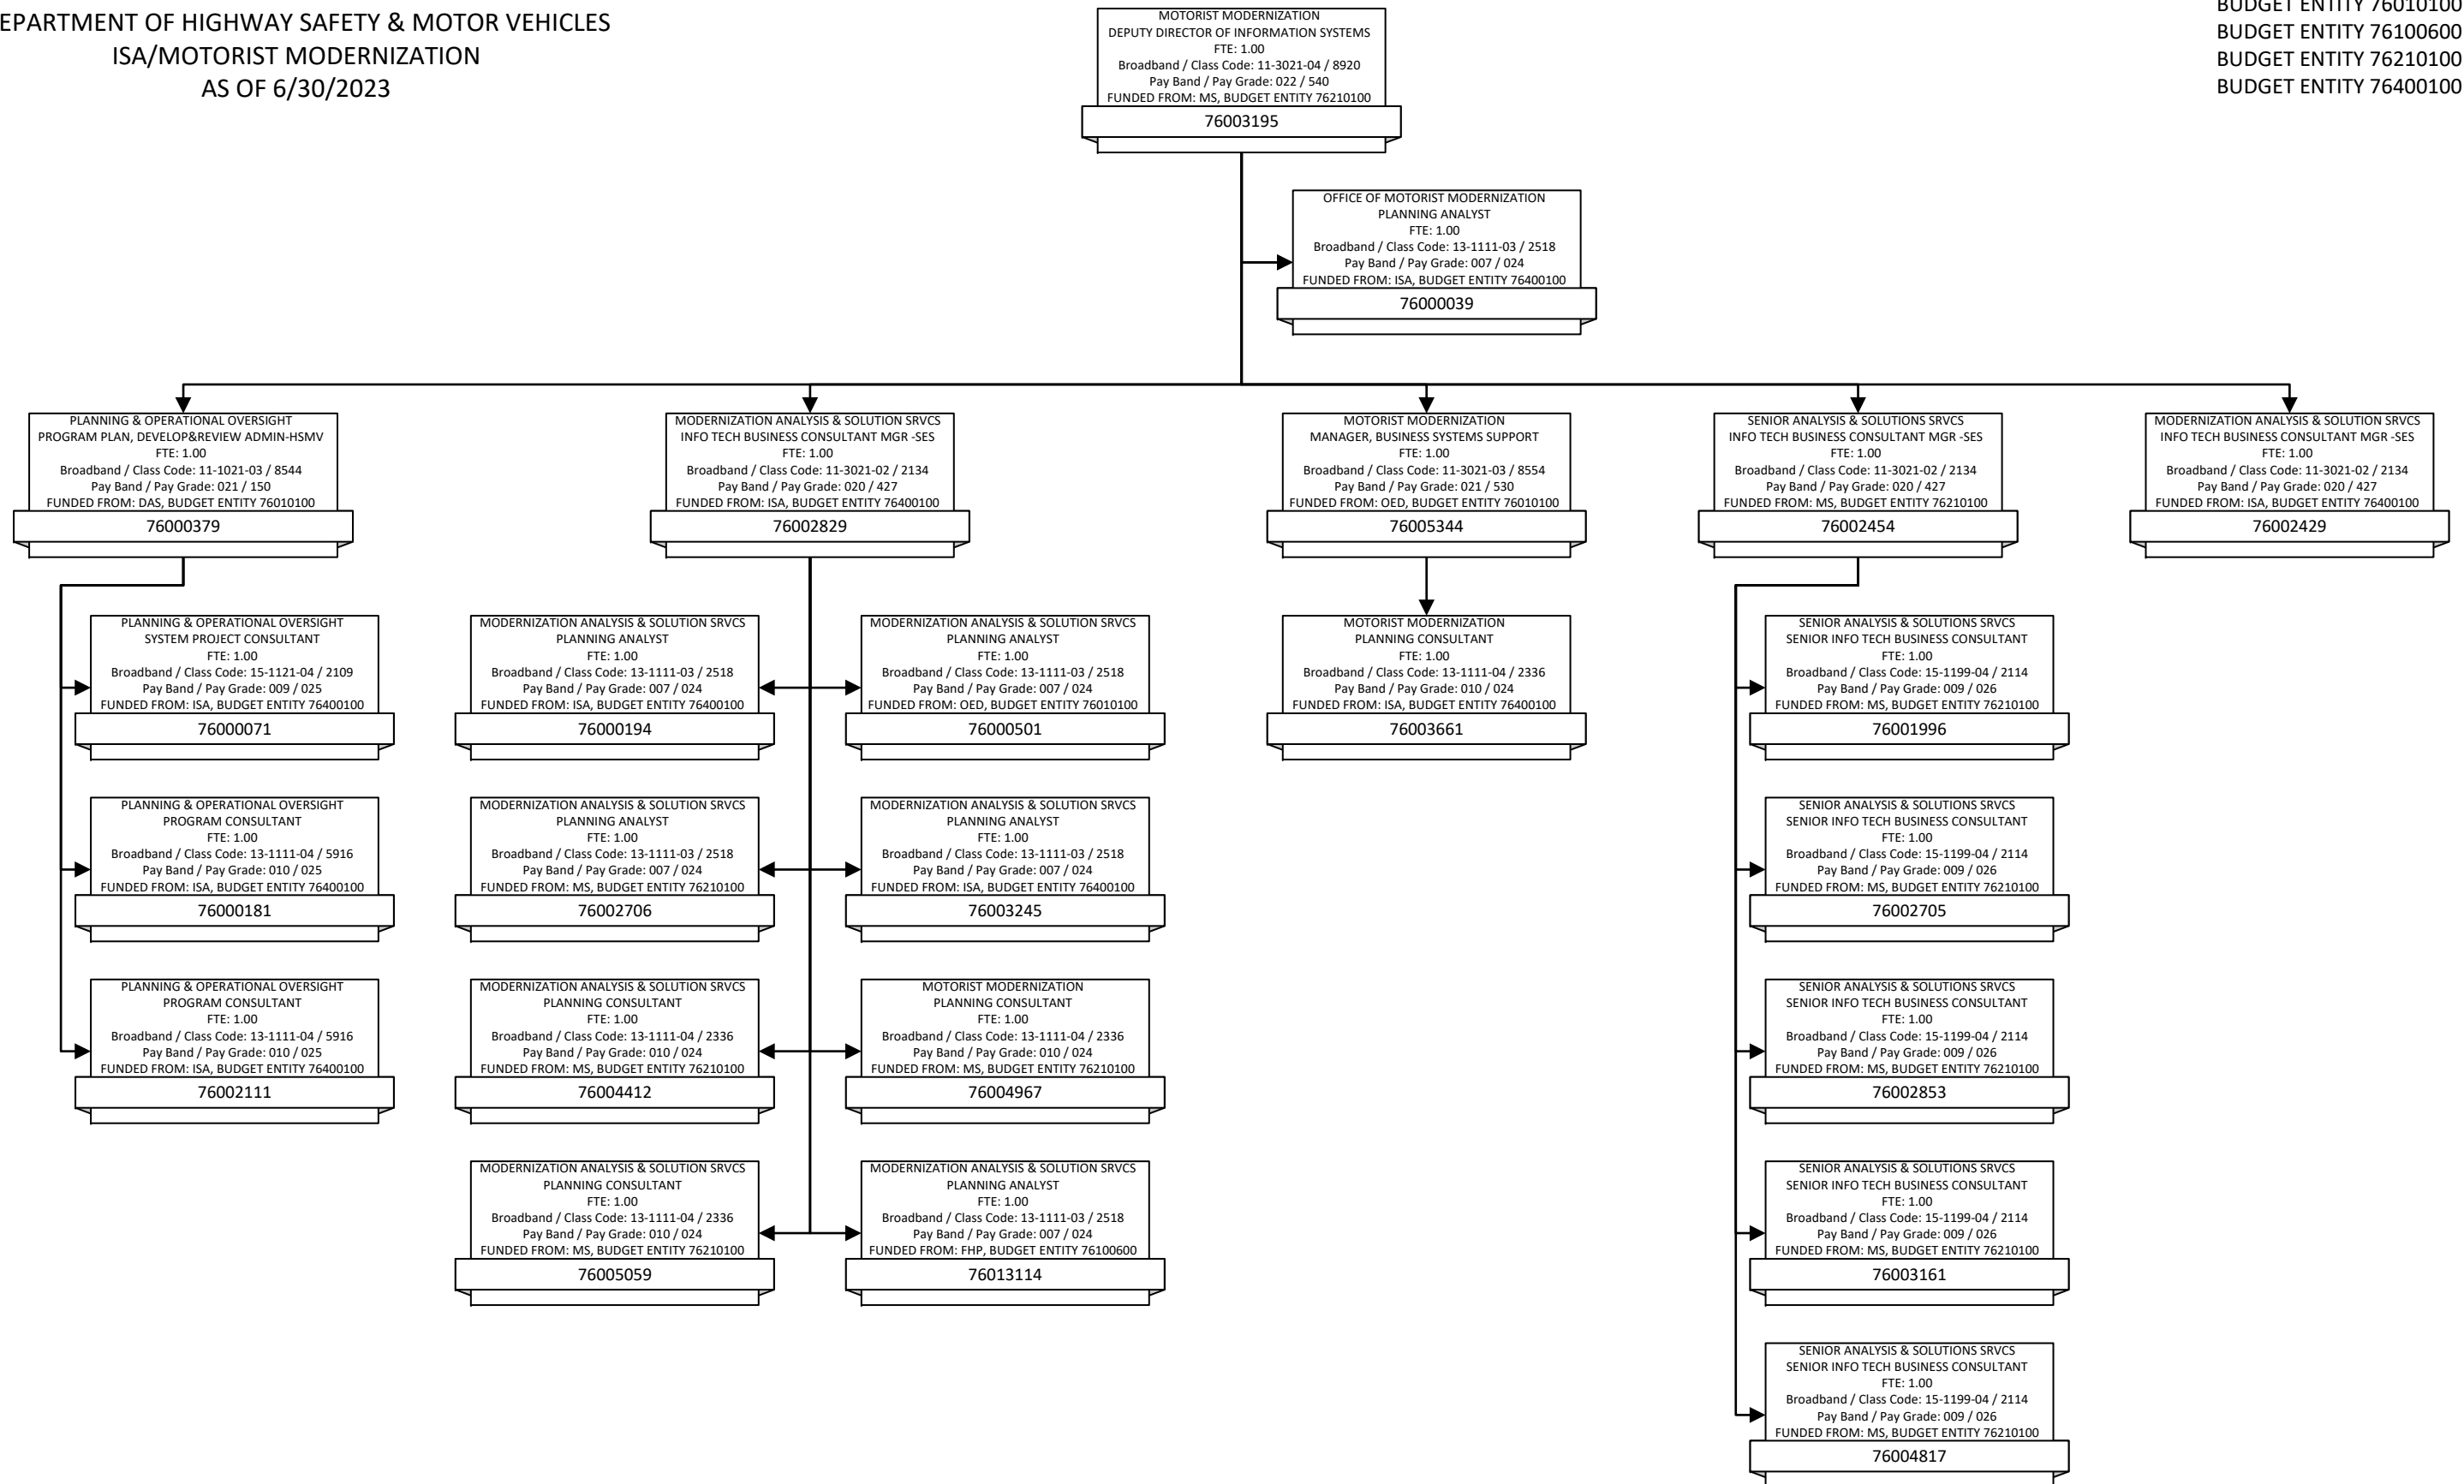 EPARTMENT OF HIGHWAY SAFETY & MOTOR VEHICLES
ISA/MOTORIST MODERNIZATION
AS OF 6/30/2023
BUDGET ENTITY 76010100
BUDGET ENTITY 76100600
BUDGET ENTITY 76210100
BUDGET ENTITY 76400100
MOTORIST MODERNIZATION
DEPUTY DIRECTOR OF INFORMATION SYSTEMS
FTE: 1.00
Broadband / Class Code: 11-3021-04 / 8920
Pay Band / Pay Grade: 022 / 540
FUNDED FROM: MS, BUDGET ENTITY 76210100
76003195
OFFICE OF MOTORIST MODERNIZATION
PLANNING ANALYST
FTE: 1.00
Broadband / Class Code: 13-1111-03 / 2518
Pay Band / Pay Grade: 007 / 024
FUNDED FROM: ISA, BUDGET ENTITY 76400100
76000039
PLANNING & OPERATIONAL OVERSIGHT
PROGRAM PLAN, DEVELOP&REVIEW ADMIN-HSMV
FTE: 1.00
Broadband / Class Code: 11-1021-03 / 8544
Pay Band / Pay Grade: 021 / 150
FUNDED FROM: DAS, BUDGET ENTITY 76010100
76000379
MODERNIZATION ANALYSIS & SOLUTION SRVCS
INFO TECH BUSINESS CONSULTANT MGR -SES
FTE: 1.00
Broadband / Class Code: 11-3021-02 / 2134
Pay Band / Pay Grade: 020 / 427
FUNDED FROM: ISA, BUDGET ENTITY 76400100
76002829
MOTORIST MODERNIZATION
MANAGER, BUSINESS SYSTEMS SUPPORT
FTE: 1.00
Broadband / Class Code: 11-3021-03 / 8554
Pay Band / Pay Grade: 021 / 530
FUNDED FROM: OED, BUDGET ENTITY 76010100
76005344
SENIOR ANALYSIS & SOLUTIONS SRVCS
INFO TECH BUSINESS CONSULTANT MGR -SES
FTE: 1.00
Broadband / Class Code: 11-3021-02 / 2134
Pay Band / Pay Grade: 020 / 427
FUNDED FROM: MS, BUDGET ENTITY 76210100
76002454
MODERNIZATION ANALYSIS & SOLUTION SRVCS
INFO TECH BUSINESS CONSULTANT MGR -SES
FTE: 1.00
Broadband / Class Code: 11-3021-02 / 2134
Pay Band / Pay Grade: 020 / 427
FUNDED FROM: ISA, BUDGET ENTITY 76400100
76002429
PLANNING & OPERATIONAL OVERSIGHT
SYSTEM PROJECT CONSULTANT
FTE: 1.00
Broadband / Class Code: 15-1121-04 / 2109
Pay Band / Pay Grade: 009 / 025
FUNDED FROM: ISA, BUDGET ENTITY 76400100
76000071
MODERNIZATION ANALYSIS & SOLUTION SRVCS
PLANNING ANALYST
FTE: 1.00
Broadband / Class Code: 13-1111-03 / 2518
Pay Band / Pay Grade: 007 / 024
FUNDED FROM: ISA, BUDGET ENTITY 76400100
76000194
MODERNIZATION ANALYSIS & SOLUTION SRVCS
PLANNING ANALYST
FTE: 1.00
Broadband / Class Code: 13-1111-03 / 2518
Pay Band / Pay Grade: 007 / 024
FUNDED FROM: OED, BUDGET ENTITY 76010100
76000501
MOTORIST MODERNIZATION
PLANNING CONSULTANT
FTE: 1.00
Broadband / Class Code: 13-1111-04 / 2336
Pay Band / Pay Grade: 010 / 024
FUNDED FROM: ISA, BUDGET ENTITY 76400100
76003661
SENIOR ANALYSIS & SOLUTIONS SRVCS
SENIOR INFO TECH BUSINESS CONSULTANT
FTE: 1.00
Broadband / Class Code: 15-1199-04 / 2114
Pay Band / Pay Grade: 009 / 026
FUNDED FROM: MS, BUDGET ENTITY 76210100
76001996
PLANNING & OPERATIONAL OVERSIGHT
PROGRAM CONSULTANT
FTE: 1.00
Broadband / Class Code: 13-1111-04 / 5916
Pay Band / Pay Grade: 010 / 025
FUNDED FROM: ISA, BUDGET ENTITY 76400100
76000181
MODERNIZATION ANALYSIS & SOLUTION SRVCS
PLANNING ANALYST
FTE: 1.00
Broadband / Class Code: 13-1111-03 / 2518
Pay Band / Pay Grade: 007 / 024
FUNDED FROM: MS, BUDGET ENTITY 76210100
76002706
MODERNIZATION ANALYSIS & SOLUTION SRVCS
PLANNING ANALYST
FTE: 1.00
Broadband / Class Code: 13-1111-03 / 2518
Pay Band / Pay Grade: 007 / 024
FUNDED FROM: ISA, BUDGET ENTITY 76400100
76003245
SENIOR ANALYSIS & SOLUTIONS SRVCS
SENIOR INFO TECH BUSINESS CONSULTANT
FTE: 1.00
Broadband / Class Code: 15-1199-04 / 2114
Pay Band / Pay Grade: 009 / 026
FUNDED FROM: MS, BUDGET ENTITY 76210100
76002705
PLANNING & OPERATIONAL OVERSIGHT
PROGRAM CONSULTANT
FTE: 1.00
Broadband / Class Code: 13-1111-04 / 5916
Pay Band / Pay Grade: 010 / 025
FUNDED FROM: ISA, BUDGET ENTITY 76400100
76002111
MODERNIZATION ANALYSIS & SOLUTION SRVCS
PLANNING CONSULTANT
FTE: 1.00
Broadband / Class Code: 13-1111-04 / 2336
Pay Band / Pay Grade: 010 / 024
FUNDED FROM: MS, BUDGET ENTITY 76210100
76004412
MOTORIST MODERNIZATION
PLANNING CONSULTANT
FTE: 1.00
Broadband / Class Code: 13-1111-04 / 2336
Pay Band / Pay Grade: 010 / 024
FUNDED FROM: MS, BUDGET ENTITY 76210100
76004967
SENIOR ANALYSIS & SOLUTIONS SRVCS
SENIOR INFO TECH BUSINESS CONSULTANT
FTE: 1.00
Broadband / Class Code: 15-1199-04 / 2114
Pay Band / Pay Grade: 009 / 026
FUNDED FROM: MS, BUDGET ENTITY 76210100
76002853
MODERNIZATION ANALYSIS & SOLUTION SRVCS
PLANNING CONSULTANT
FTE: 1.00
Broadband / Class Code: 13-1111-04 / 2336
Pay Band / Pay Grade: 010 / 024
FUNDED FROM: MS, BUDGET ENTITY 76210100
76005059
MODERNIZATION ANALYSIS & SOLUTION SRVCS
PLANNING ANALYST
FTE: 1.00
Broadband / Class Code: 13-1111-03 / 2518
Pay Band / Pay Grade: 007 / 024
FUNDED FROM: FHP, BUDGET ENTITY 76100600
76013114
SENIOR ANALYSIS & SOLUTIONS SRVCS
SENIOR INFO TECH BUSINESS CONSULTANT
FTE: 1.00
Broadband / Class Code: 15-1199-04 / 2114
Pay Band / Pay Grade: 009 / 026
FUNDED FROM: MS, BUDGET ENTITY 76210100
76003161
SENIOR ANALYSIS & SOLUTIONS SRVCS
SENIOR INFO TECH BUSINESS CONSULTANT
FTE: 1.00
Broadband / Class Code: 15-1199-04 / 2114
Pay Band / Pay Grade: 009 / 026
FUNDED FROM: MS, BUDGET ENTITY 76210100
76004817